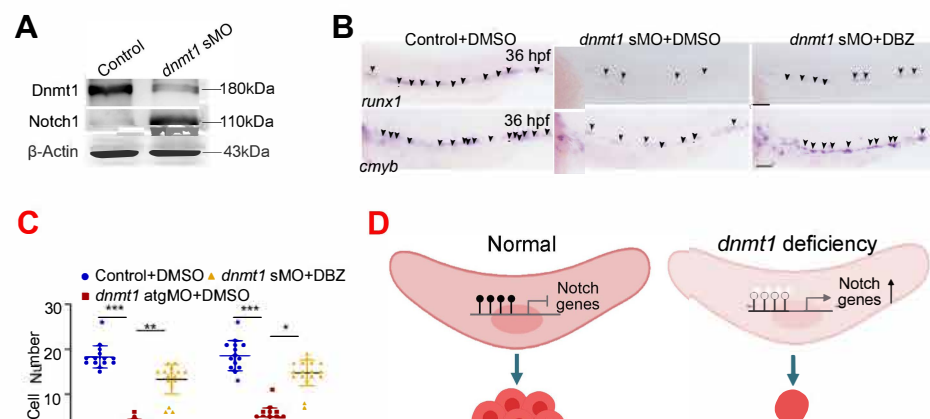 A
Control
dnmt1 sMO
Dnmt1
180kDa
Notch1
110kDa
β-Actin
43kDa
B
Control+DMSO
dnmt1 sMO+DMSO
dnmt1 sMO+DBZ
36 hpf
runx1
36 hpf
cmyb
C
Control+DMSO
dnmt1 sMO+DBZ
dnmt1 atgMO+DMSO
30
20
10
Cell Number
***
**
***
*
D
Normal
dnmt1 deficiency
Notch
genes
Notch
genes